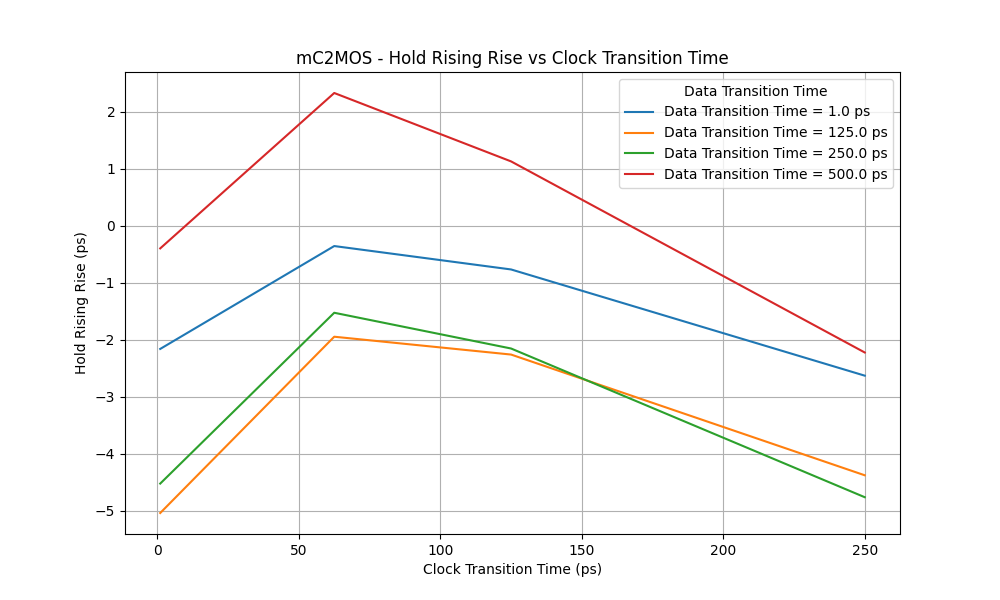 mC2MOS - Hold Rising Rise vs Clock Transition Time
Data Transition Time
Data Transition Time = 1.0 ps
Data Transition Time = 125.0 ps
Data Transition Time = 250.0 ps
Data Transition Time = 500.0 ps
Hold Rising Rise (ps)
2
1
0
−1
−2
−3
−4
−5
0 50 100 150 200 250
Clock Transition Time (ps)